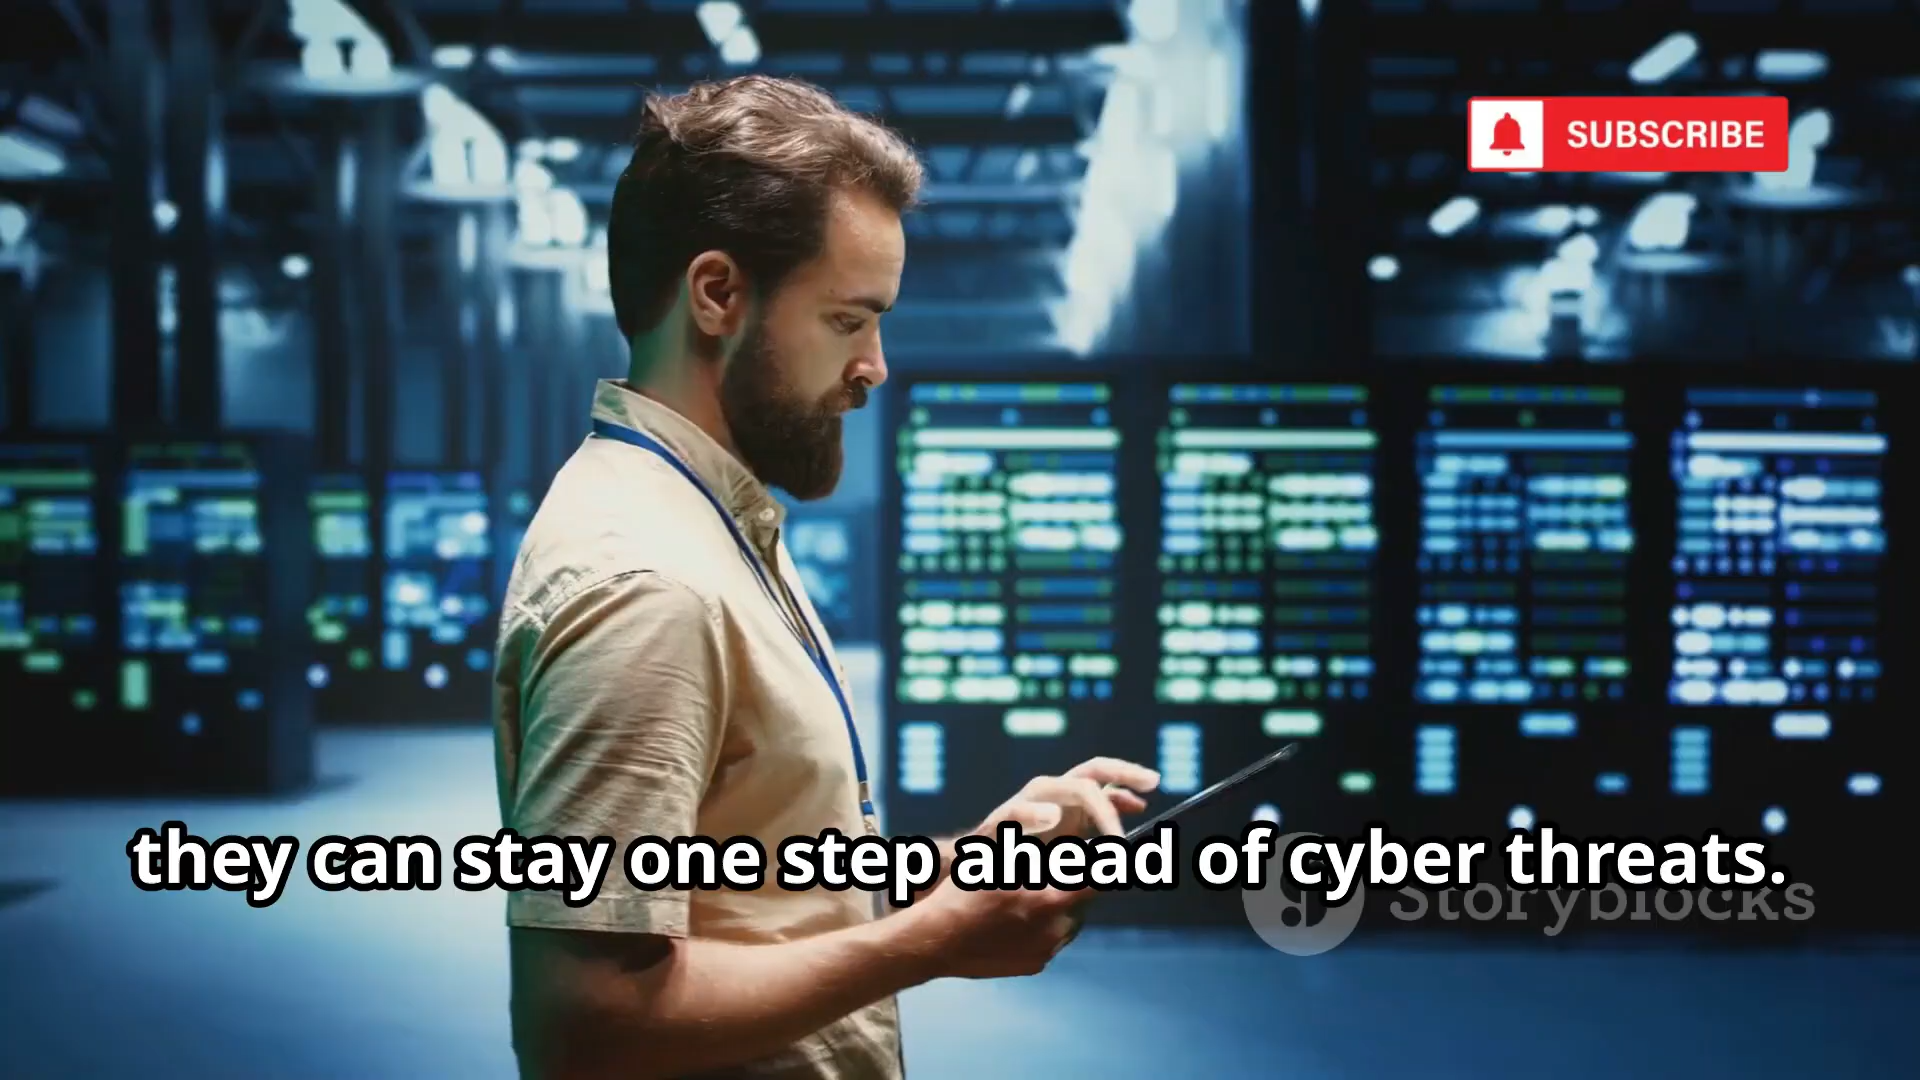 SUBSCRIBE
they can stay one step ahead of cyber threats.
Storyblocks